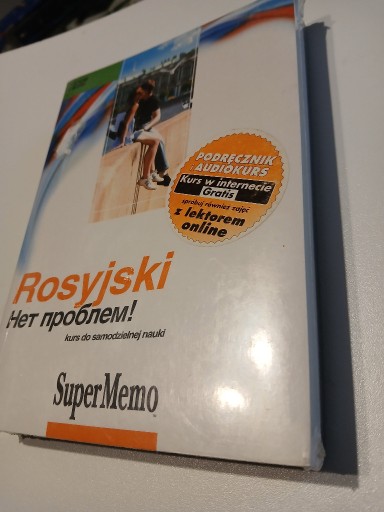 PODRĘCZNIK
AUDIOKURS
Kurs w internecie
Gratis
spróbuj również zajęć
z lektorem
online
Rosyjski
Нет проблем!
kurs do samodzielnej nauki
SuperMemo